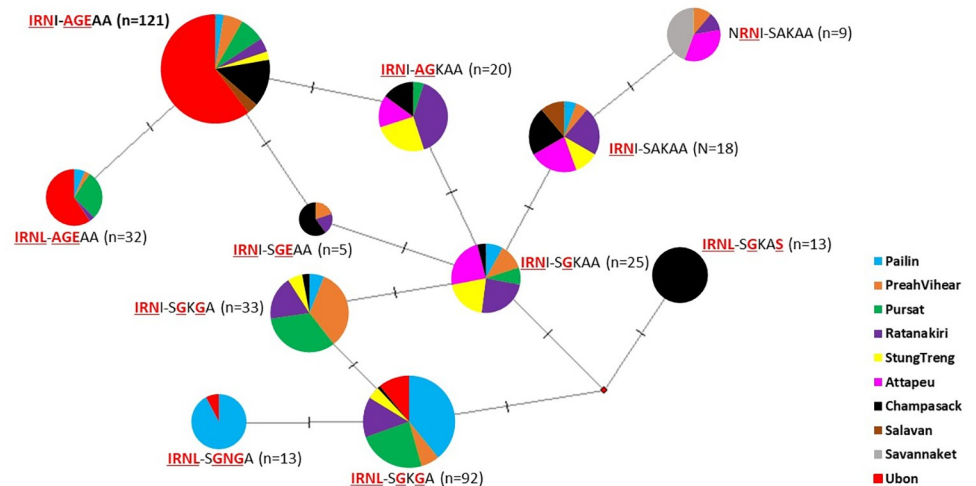 IRNI-AGEAA (n=121)
NRNI-SAKAA (n=9)
IRNI-AGKAA (n=20)
IRNI-SAKAA (N=18)
IRNL-AGEAA (n=32)
IRNI-SGEAA (n=5)
IRNI-SGKAA (n=25)
IRNL-SGKAS (n=13)
IRNI-SGKGA (n=33)
IRNL-SGNGA (n=13)
IRNL-SGKGA (n=92)
Pailin
PreahVihear
Pursat
Ratanakiri
StungTreng
Attapeu
Champasack
Salavan
Savannaket
Ubon